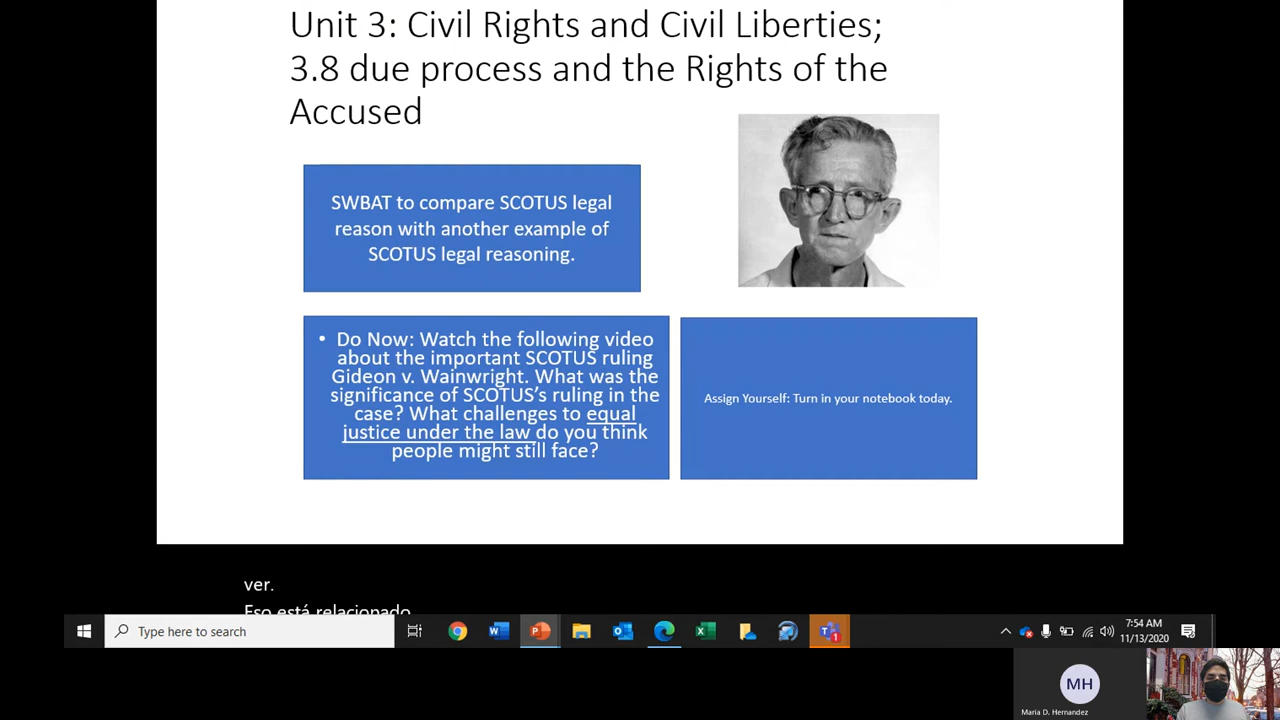 Unit 3: Civil Rights and Civil Liberties;
3.8 due process and the Rights of the
Accused
SWBAT to compare SCOTUS legal
reason with another example of
SCOTUS legal reasoning.
• Do Now: Watch the following video
about the important SCOTUS ruling
Gideon v. Wainwright. What was the
significance of SCOTUS's ruling in the
case? What challenges to equal
justice under the law do you think
people might still face?
Assign Yourself: Turn in your notebook today.
ver.
Eso está relacionado
Type here to search
7:54 AM
11/13/2020
MH
Maria D. Hernandez